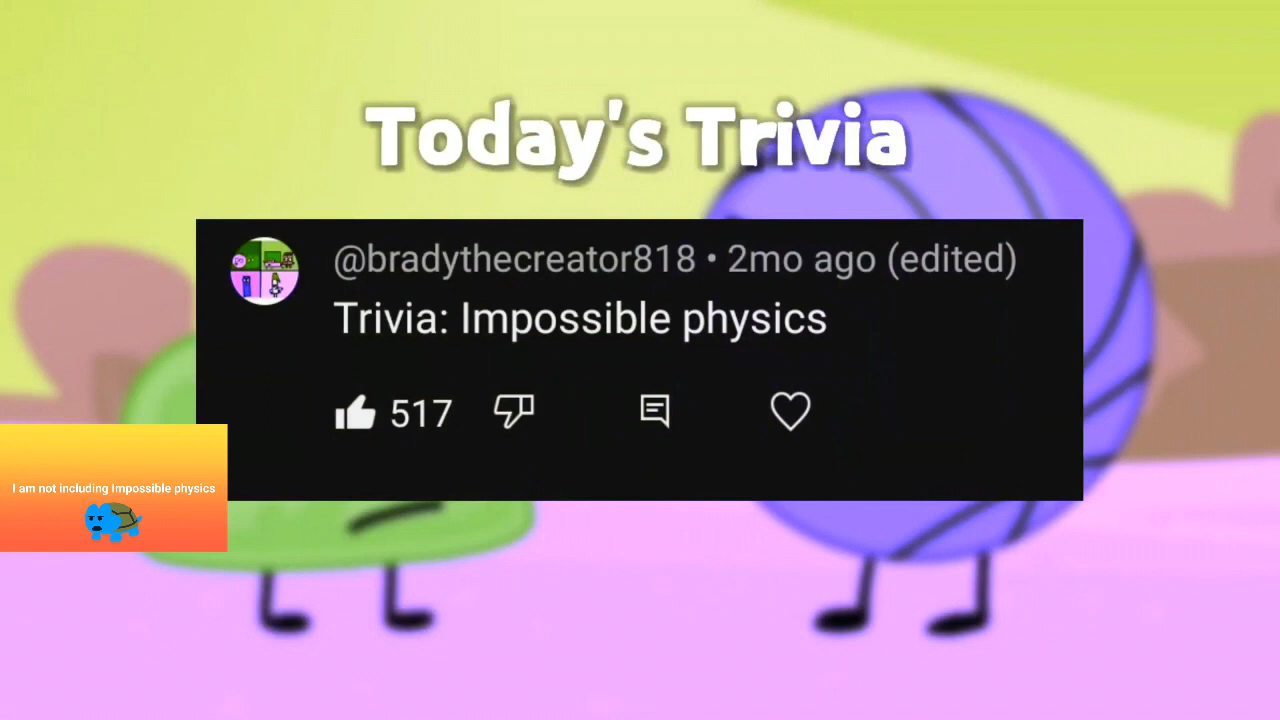 Today's Trivia
@bradythecreator818 • 2mo ago (edited)
Trivia: Impossible physics
517
I am not including Impossible physics